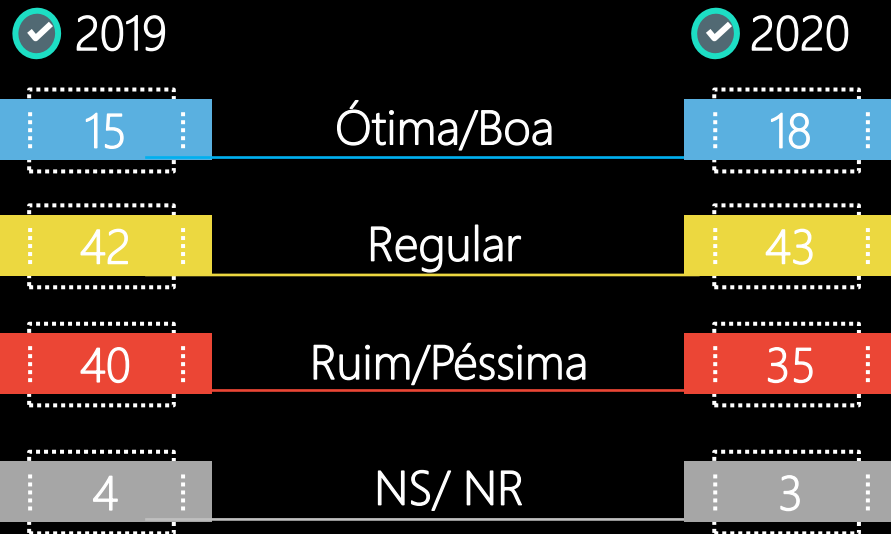 2019 2020
15 Ótima/Boa 18
42 Regular 43
40 Ruim/Péssima 35
4 NS/ NR 3